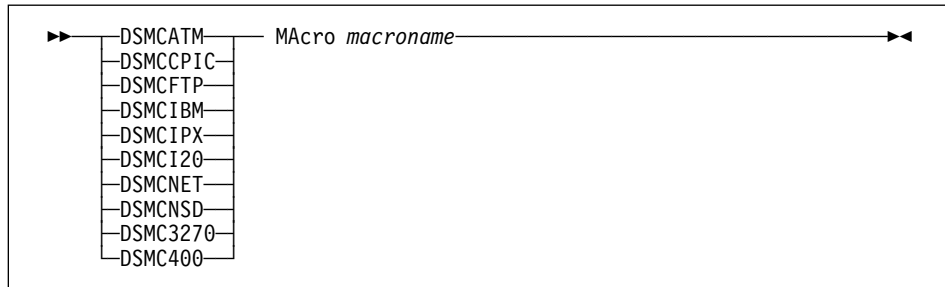 DSMCATM MAcro macroname
DSMCCPIC
DSMCFTP
DSMCIBM
DSMCIPX
DSMCI20
DSMCNET
DSMCNSD
DSMC3270
DSMC400